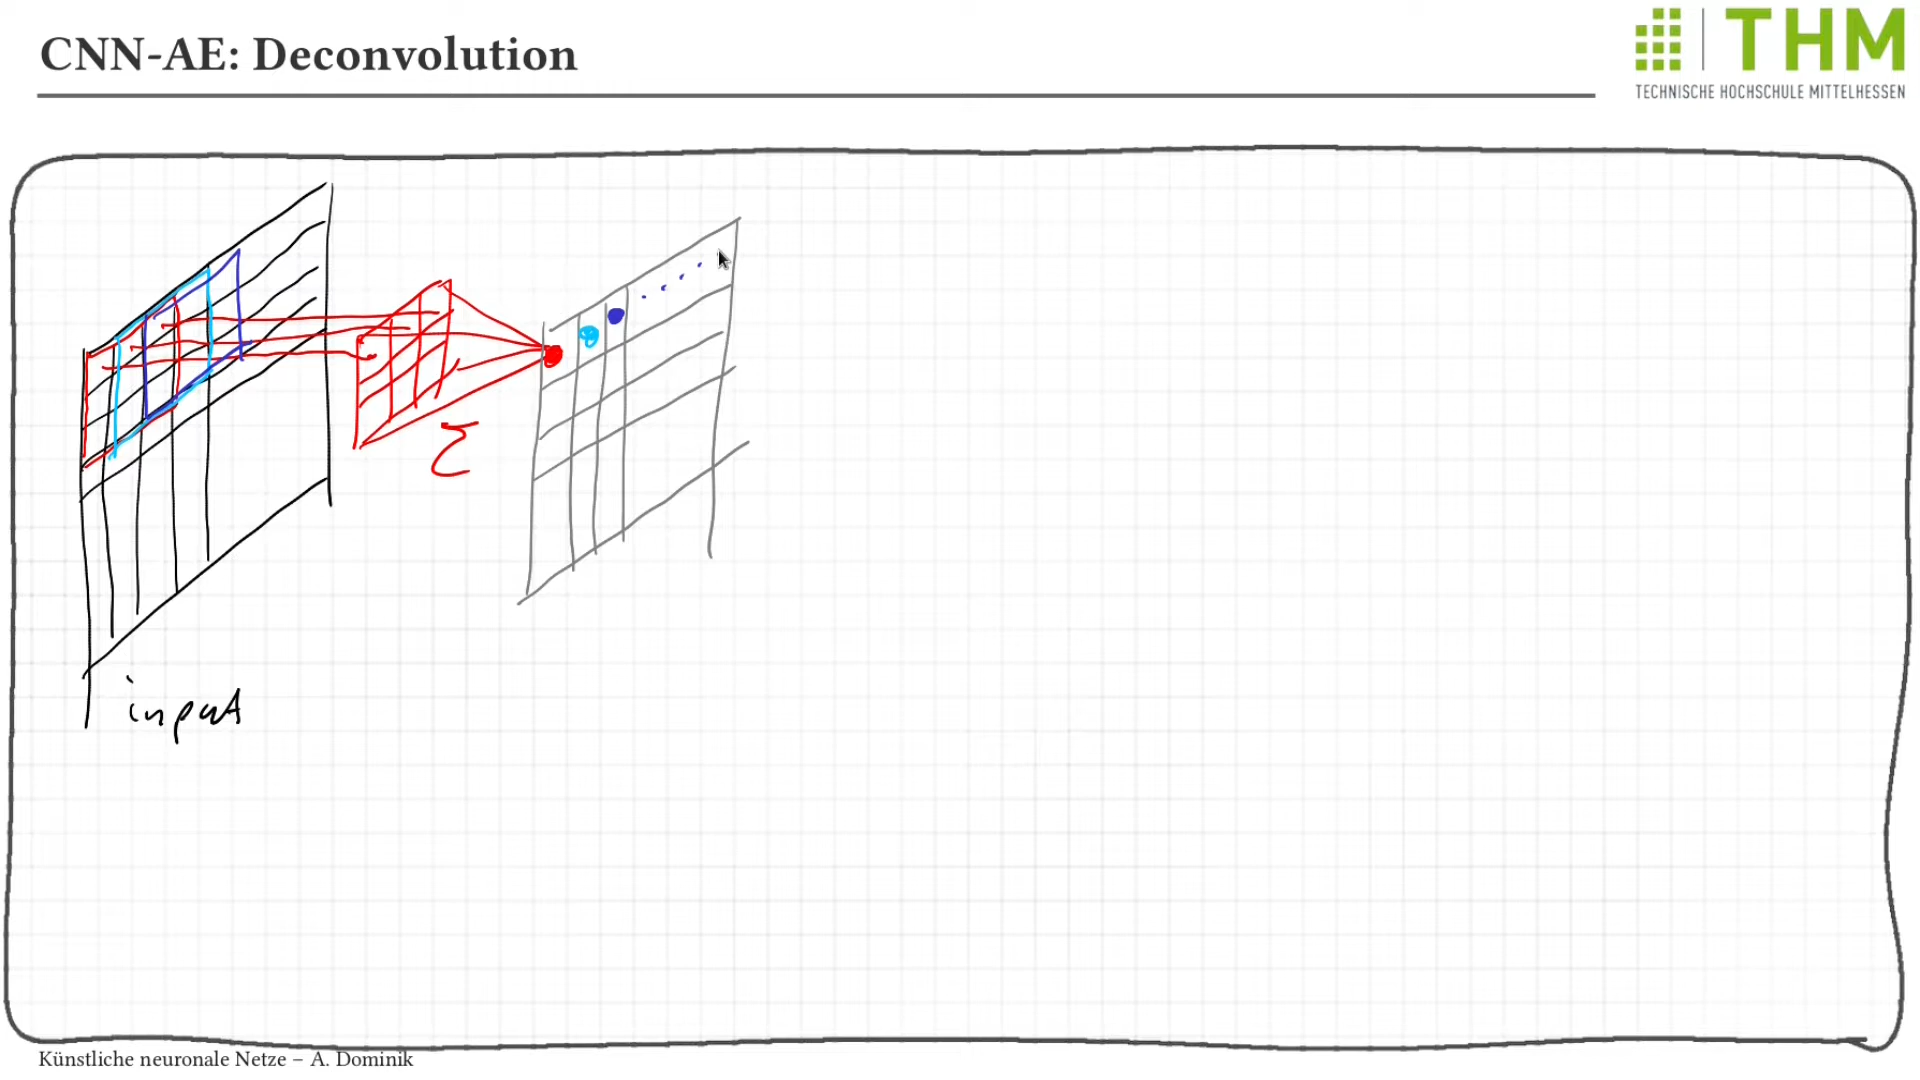 CNN-AE: Deconvolution
THM
TECHNISCHE HOCHSCHULE MITTELHESSEN
Σ
input
Künstliche neuronale Netze – A. Dominik